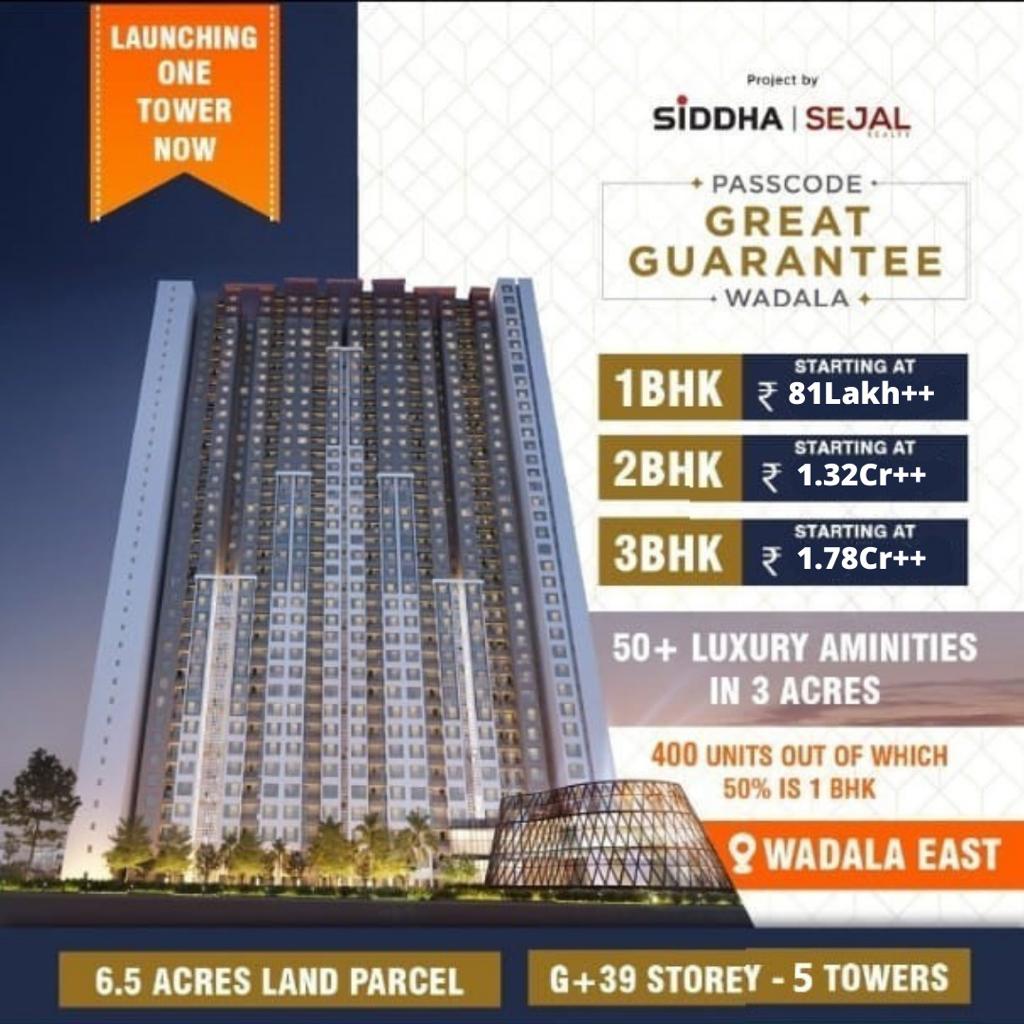 LAUNCHING
ONE
TOWER
NOW
Project by
SIDDHA | SEJAL
REALTY
PASSCODE
GREAT
GUARANTEE
WADALA
1BHK
STARTING AT
₹ 81Lakh++
2BHK
STARTING AT
₹ 1.32Cr++
3BHK
STARTING AT
₹ 1.78Cr++
50+ LUXURY AMINITIES
IN 3 ACRES
400 UNITS OUT OF WHICH
50% IS 1 BHK
WADALA EAST
6.5 ACRES LAND PARCEL
G+39 STOREY - 5 TOWERS